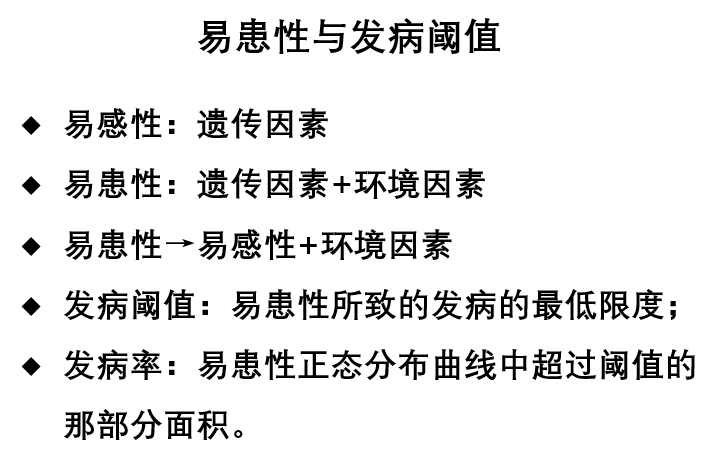 易患性与发病阈值
◆ 易感性：遗传因素
◆ 易患性：遗传因素+环境因素
◆ 易患性→易感性+环境因素
◆ 发病阈值：易患性所致的发病的最低限度；
◆ 发病率：易患性正态分布曲线中超过阈值的
那部分面积。